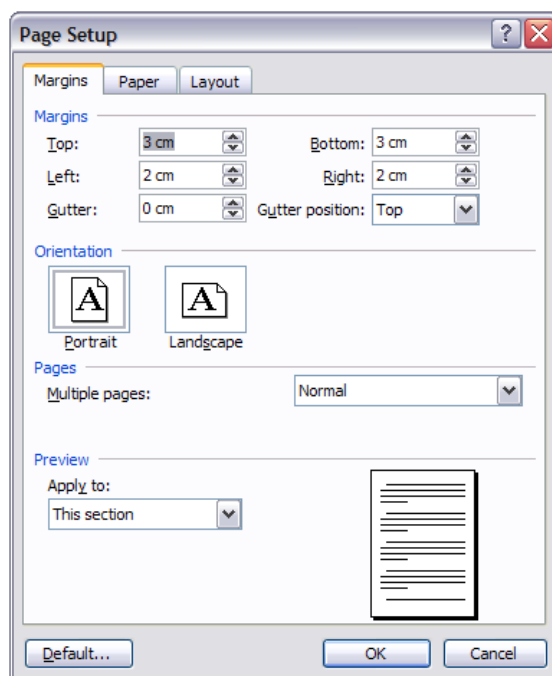 Page Setup
Margins Paper Layout
Margins
Top: 3 cm Bottom: 3 cm
Left: 2 cm Right: 2 cm
Gutter: 0 cm Gutter position: Top
Orientation
A A
Portrait Landscape
Pages
Multiple pages: Normal
Preview
Apply to:
This section
Default... OK Cancel